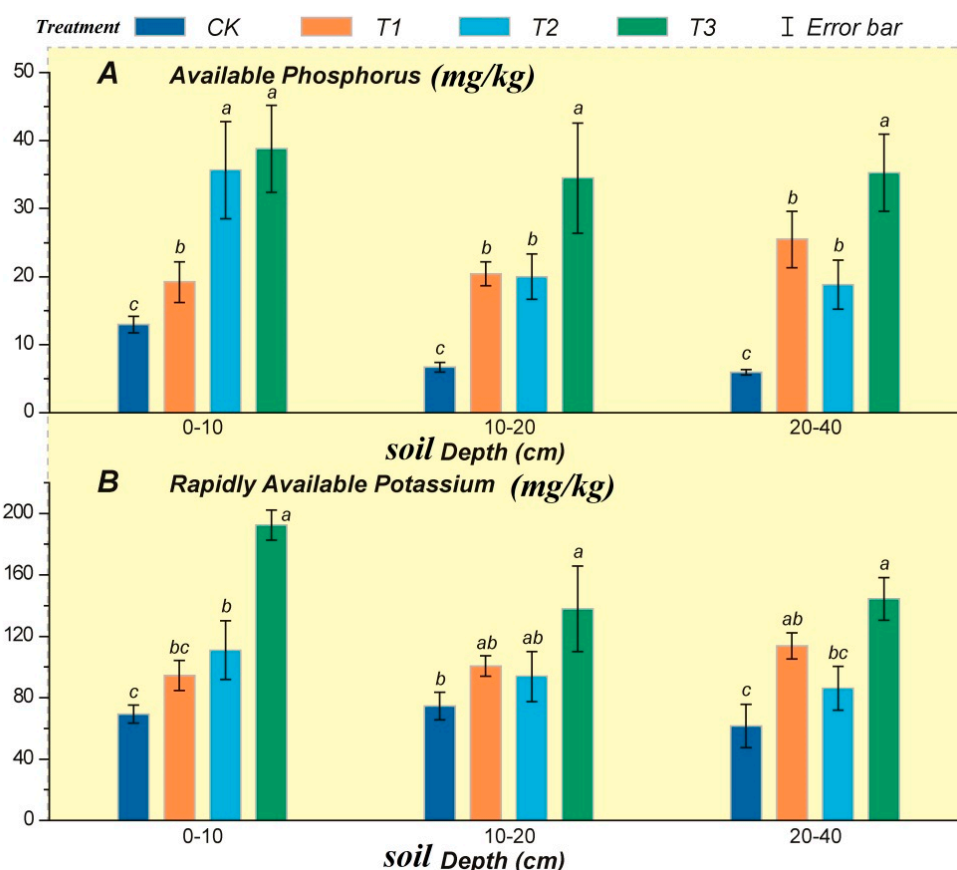 Treatment CK T1 T2 T3 Error bar
A Available Phosphorus (mg/kg)
50
40
30
20
10
0
c b a a
c b b a
c b b a
0-10 10-20 20-40
soil Depth (cm)
B Rapidly Available Potassium (mg/kg)
200
160
120
80
40
0
c bc b a
b ab ab a
c ab bc a
0-10 10-20 20-40
soil Depth (cm)